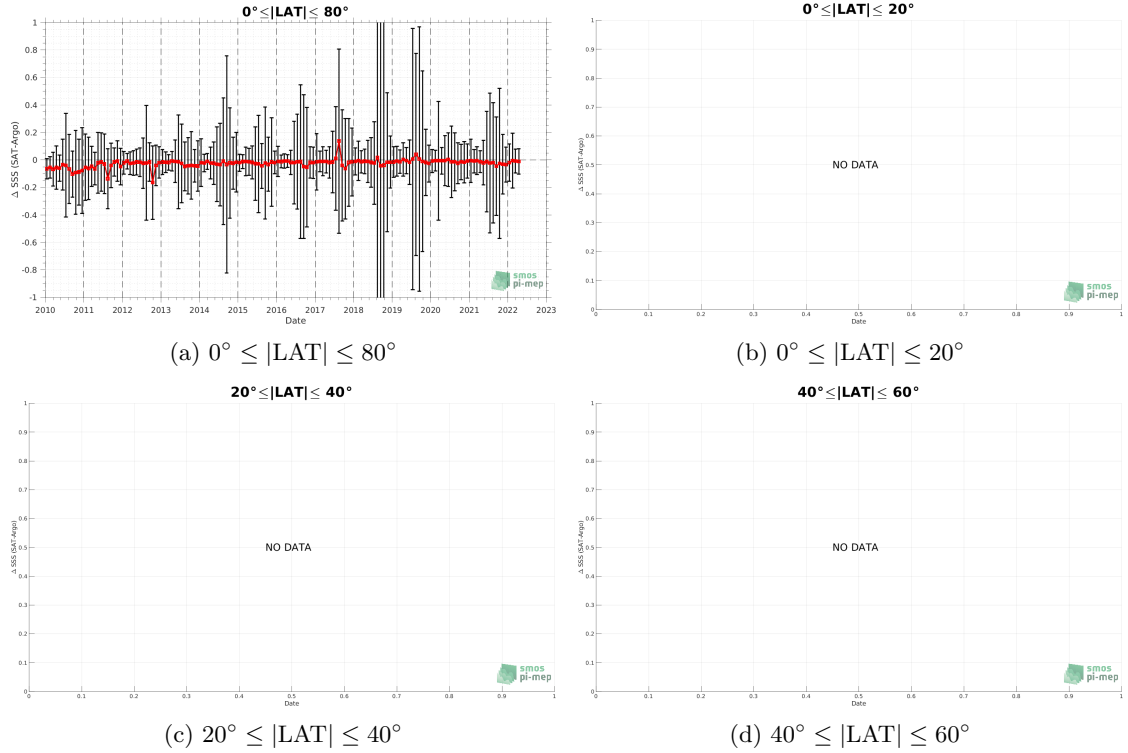 0°≤|LAT|≤ 80°
1
0.8
0.6
0.4
0.2
0
-0.2
-0.4
-0.6
-0.8
-1
Δ SSS (SAT-Argo)
2010 2011 2012 2013 2014 2015 2016 2017 2018 2019 2020 2021 2022 2023
Date
smos
pi-mep
(a) 0° ≤ |LAT| ≤ 80°
0°≤|LAT|≤ 20°
1
0.9
0.8
0.7
0.6
0.5
0.4
0.3
0.2
0.1
0
Δ SSS (SAT-Argo)
NO DATA
0 0.1 0.2 0.3 0.4 0.5 0.6 0.7 0.8 0.9 1
Date
smos
pi-mep
(b) 0° ≤ |LAT| ≤ 20°
20°≤|LAT|≤ 40°
1
0.9
0.8
0.7
0.6
0.5
0.4
0.3
0.2
0.1
0
Δ SSS (SAT-Argo)
NO DATA
0 0.1 0.2 0.3 0.4 0.5 0.6 0.7 0.8 0.9 1
Date
smos
pi-mep
(c) 20° ≤ |LAT| ≤ 40°
40°≤|LAT|≤ 60°
1
0.9
0.8
0.7
0.6
0.5
0.4
0.3
0.2
0.1
0
Δ SSS (SAT-Argo)
NO DATA
0 0.1 0.2 0.3 0.4 0.5 0.6 0.7 0.8 0.9 1
Date
smos
pi-mep
(d) 40° ≤ |LAT| ≤ 60°